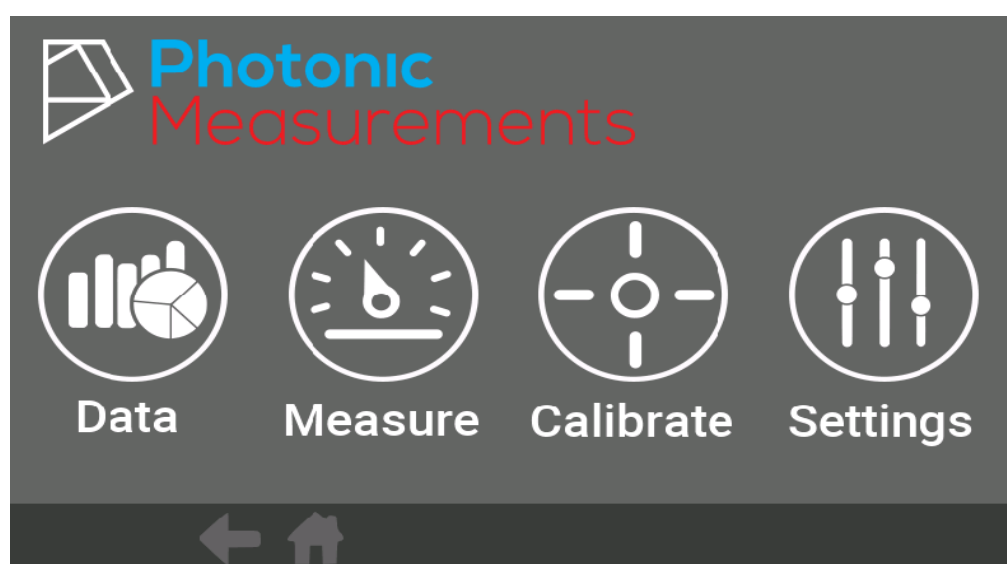 Photonic
Measurements
Data
Measure
Calibrate
Settings